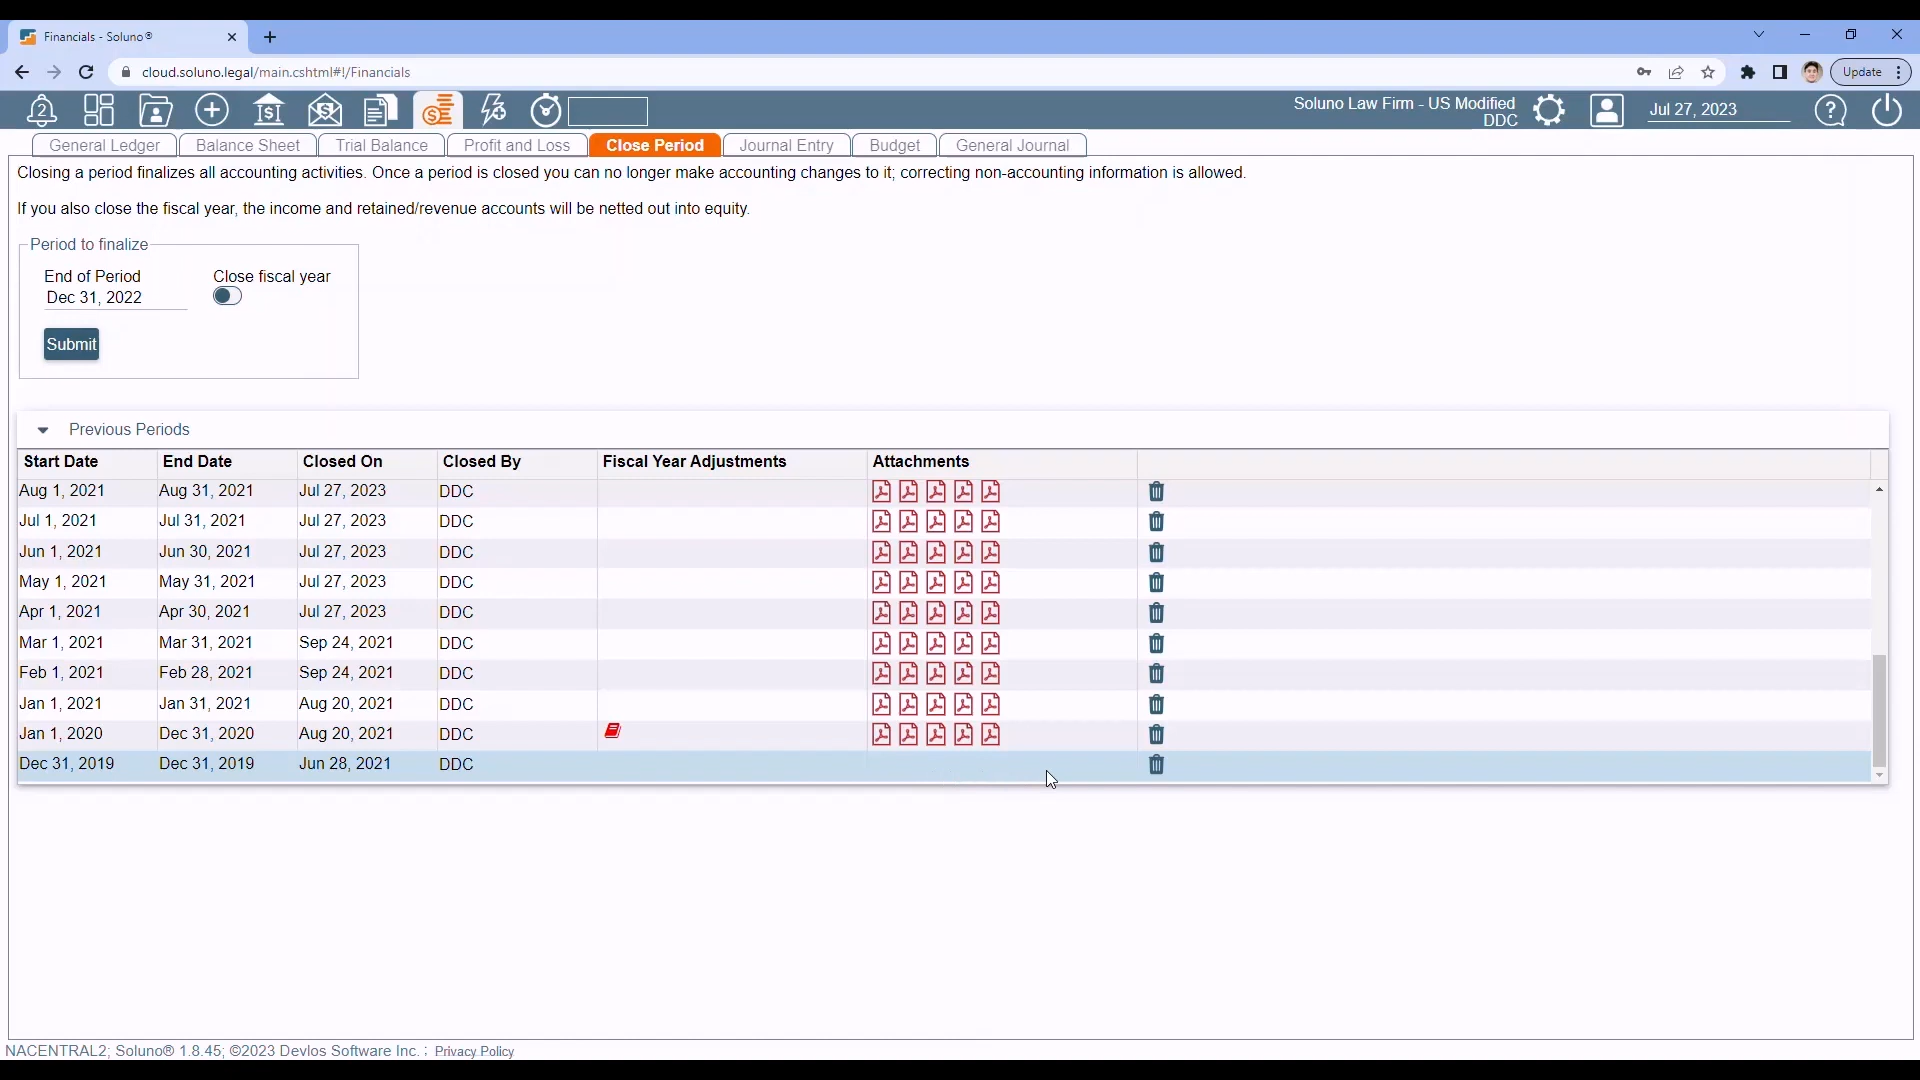 Financials - Soluno®
cloud.soluno.legal/main.cshtml#!/Financials
Update
2
Soluno Law Firm - US Modified
DDC
Jul 27, 2023
General Ledger
Balance Sheet
Trial Balance
Profit and Loss
Close Period
Journal Entry
Budget
General Journal
Closing a period finalizes all accounting activities. Once a period is closed you can no longer make accounting changes to it; correcting non-accounting information is allowed.
If you also close the fiscal year, the income and retained/revenue accounts will be netted out into equity.
Period to finalize
End of Period Close fiscal year
Dec 31, 2022
Submit
Previous Periods
Start Date End Date Closed On Closed By Fiscal Year Adjustments Attachments
Aug 1, 2021 Aug 31, 2021 Jul 27, 2023 DDC
Jul 1, 2021 Jul 31, 2021 Jul 27, 2023 DDC
Jun 1, 2021 Jun 30, 2021 Jul 27, 2023 DDC
May 1, 2021 May 31, 2021 Jul 27, 2023 DDC
Apr 1, 2021 Apr 30, 2021 Jul 27, 2023 DDC
Mar 1, 2021 Mar 31, 2021 Sep 24, 2021 DDC
Feb 1, 2021 Feb 28, 2021 Sep 24, 2021 DDC
Jan 1, 2021 Jan 31, 2021 Aug 20, 2021 DDC
Jan 1, 2020 Dec 31, 2020 Aug 20, 2021 DDC
Dec 31, 2019 Dec 31, 2019 Jun 28, 2021 DDC
NACENTRAL2; Soluno® 1.8.45; ©2023 Devlos Software Inc. ; Privacy Policy